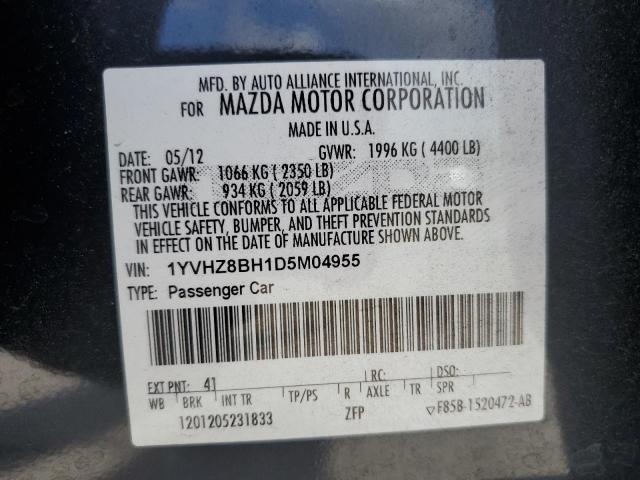 MFD. BY AUTO ALLIANCE INTERNATIONAL, INC.
FOR MAZDA MOTOR CORPORATION
MADE IN U.S.A.
DATE: 05/12 GVWR: 1996 KG ( 4400 LB)
FRONT GAWR: 1066 KG ( 2350 LB)
REAR GAWR: 934 KG ( 2059 LB)
THIS VEHICLE CONFORMS TO ALL APPLICABLE FEDERAL MOTOR
VEHICLE SAFETY, BUMPER, AND THEFT PREVENTION STANDARDS
IN EFFECT ON THE DATE OF MANUFACTURE SHOWN ABOVE.
VIN: 1YVHZ8BH1D5M04955
TYPE: Passenger Car
EXT PNT: 41 RC: DSO:
WB BRK INT TR TP/PS R AXLE TR SPR
1201205231833 ZFP F85B-1520472-AB